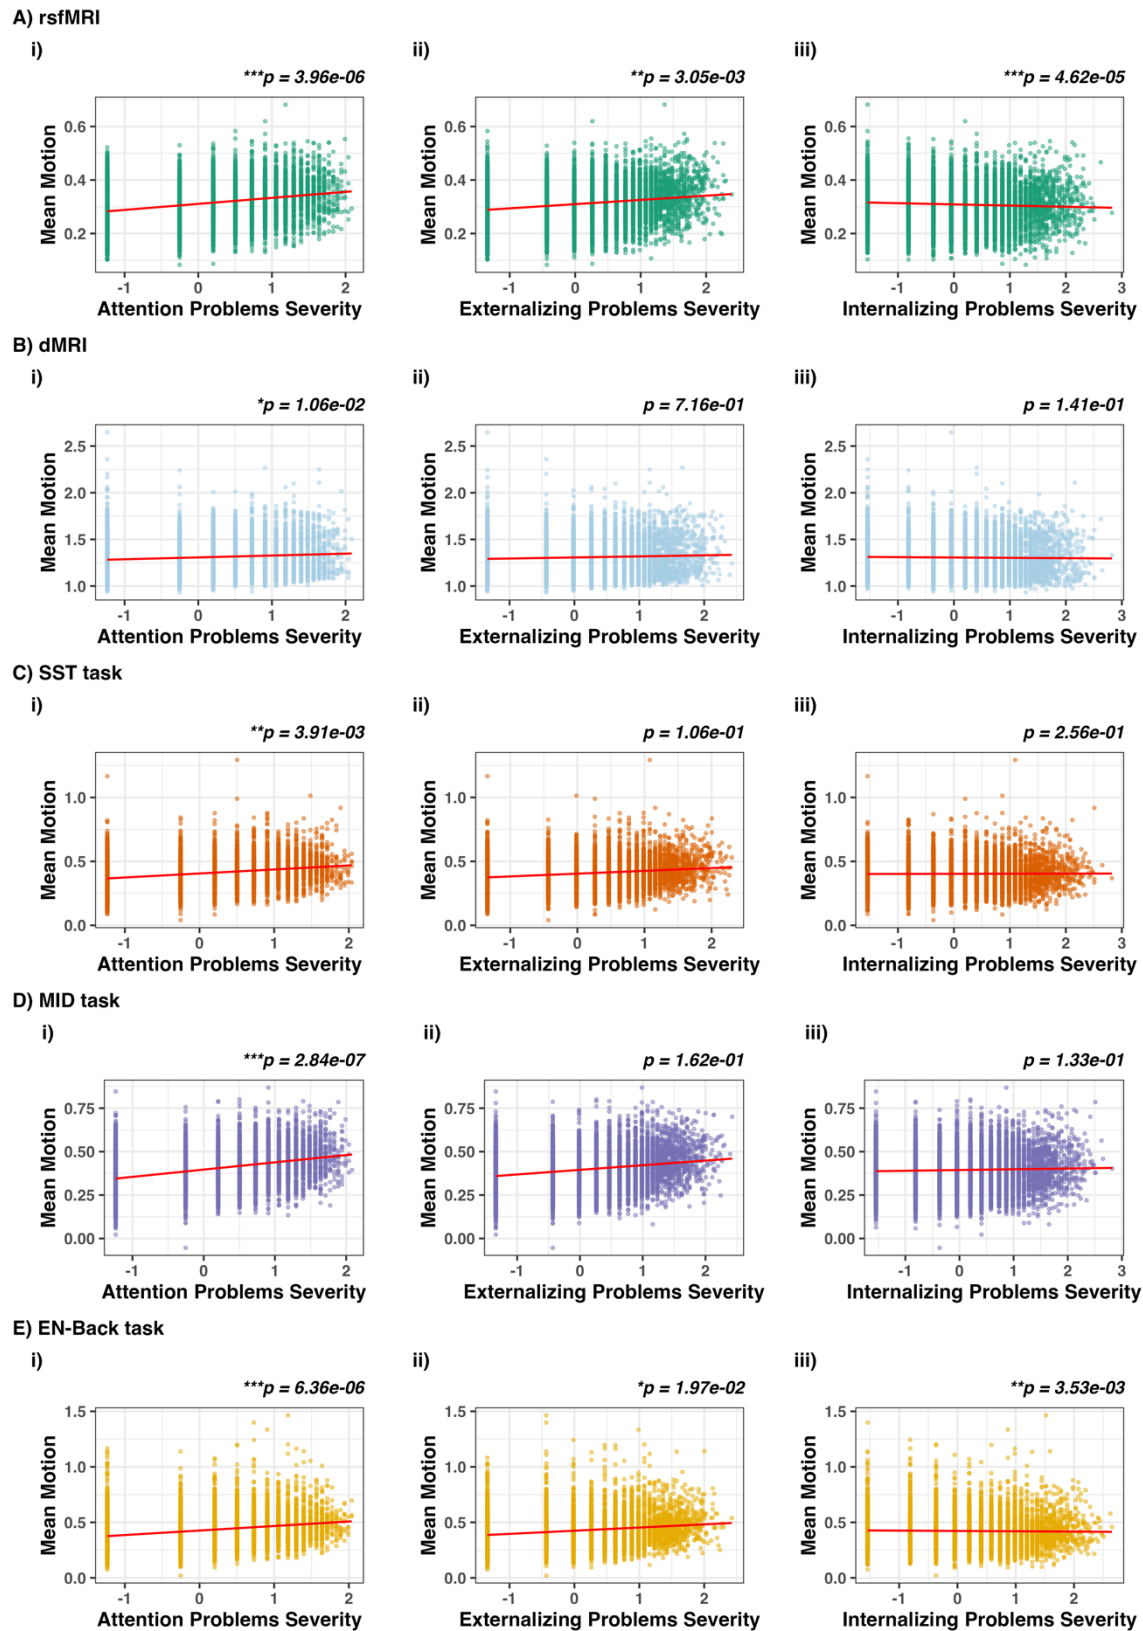 A) rsfMRI
i) ii) iii)
***p = 3.96e-06 **p = 3.05e-03 ***p = 4.62e-05
Mean Motion Mean Motion Mean Motion
0.6 0.6 0.6
0.4 0.4 0.4
0.2 0.2 0.2
-1 0 1 2 -1 0 1 2 -1 0 1 2 3
Attention Problems Severity Externalizing Problems Severity Internalizing Problems Severity
B) dMRI
i) ii) iii)
*p = 1.06e-02 p = 7.16e-01 p = 1.41e-01
Mean Motion Mean Motion Mean Motion
2.5 2.5 2.5
2.0 2.0 2.0
1.5 1.5 1.5
1.0 1.0 1.0
-1 0 1 2 -1 0 1 2 -1 0 1 2 3
Attention Problems Severity Externalizing Problems Severity Internalizing Problems Severity
C) SST task
i) ii) iii)
**p = 3.91e-03 p = 1.06e-01 p = 2.56e-01
Mean Motion Mean Motion Mean Motion
1.0 1.0 1.0
0.5 0.5 0.5
0.0 0.0 0.0
-1 0 1 2 -1 0 1 2 -1 0 1 2 3
Attention Problems Severity Externalizing Problems Severity Internalizing Problems Severity
D) MID task
i) ii) iii)
***p = 2.84e-07 p = 1.62e-01 p = 1.33e-01
Mean Motion Mean Motion Mean Motion
0.75 0.75 0.75
0.50 0.50 0.50
0.25 0.25 0.25
0.00 0.00 0.00
-1 0 1 2 -1 0 1 2 -1 0 1 2 3
Attention Problems Severity Externalizing Problems Severity Internalizing Problems Severity
E) EN-Back task
i) ii) iii)
***p = 6.36e-06 *p = 1.97e-02 **p = 3.53e-03
Mean Motion Mean Motion Mean Motion
1.5 1.5 1.5
1.0 1.0 1.0
0.5 0.5 0.5
0.0 0.0 0.0
-1 0 1 2 -1 0 1 2 -1 0 1 2
Attention Problems Severity Externalizing Problems Severity Internalizing Problems Severity